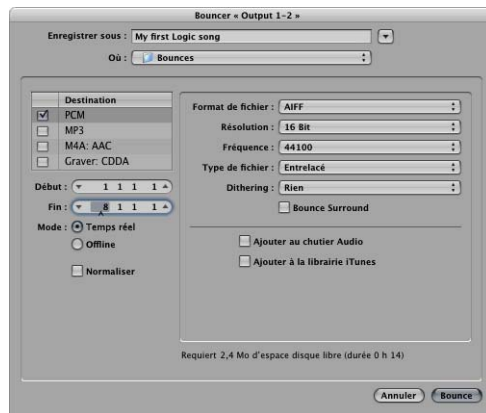 Bouncer « Output 1-2 »
Enregistrer sous : My first Logic song
Où : Bounces
Destination
PCM
MP3
M4A: AAC
Graver: CDDA
Début : 1 1 1 1
Fin : 8 1 1 1
Mode : Temps réel
Offline
Normaliser
Format de fichier : AIFF
Résolution : 16 Bit
Fréquence : 44100
Type de fichier : Entrelacé
Dithering : Rien
Bounce Surround
Ajouter au chutier Audio
Ajouter à la librairie iTunes
Requiert 2,4 Mo d'espace disque libre (durée 0 h 14)
Annuler Bounce